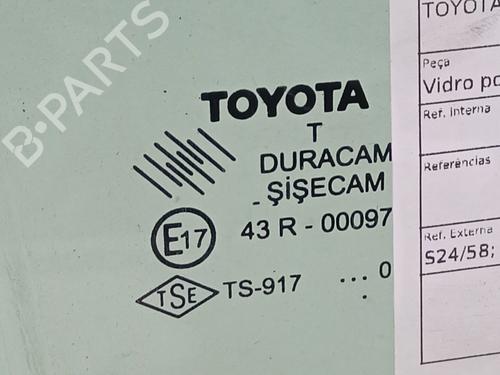 B-PARTS
TOYOTA
T
DURACAM
ŞİŞECAM
E17
43 R - 00097
TSE
TS-917 ... 0
.
TOYOTA
Peça
Vidro po
Ref. Interna
Referências
Ref. Externa
S24/58;